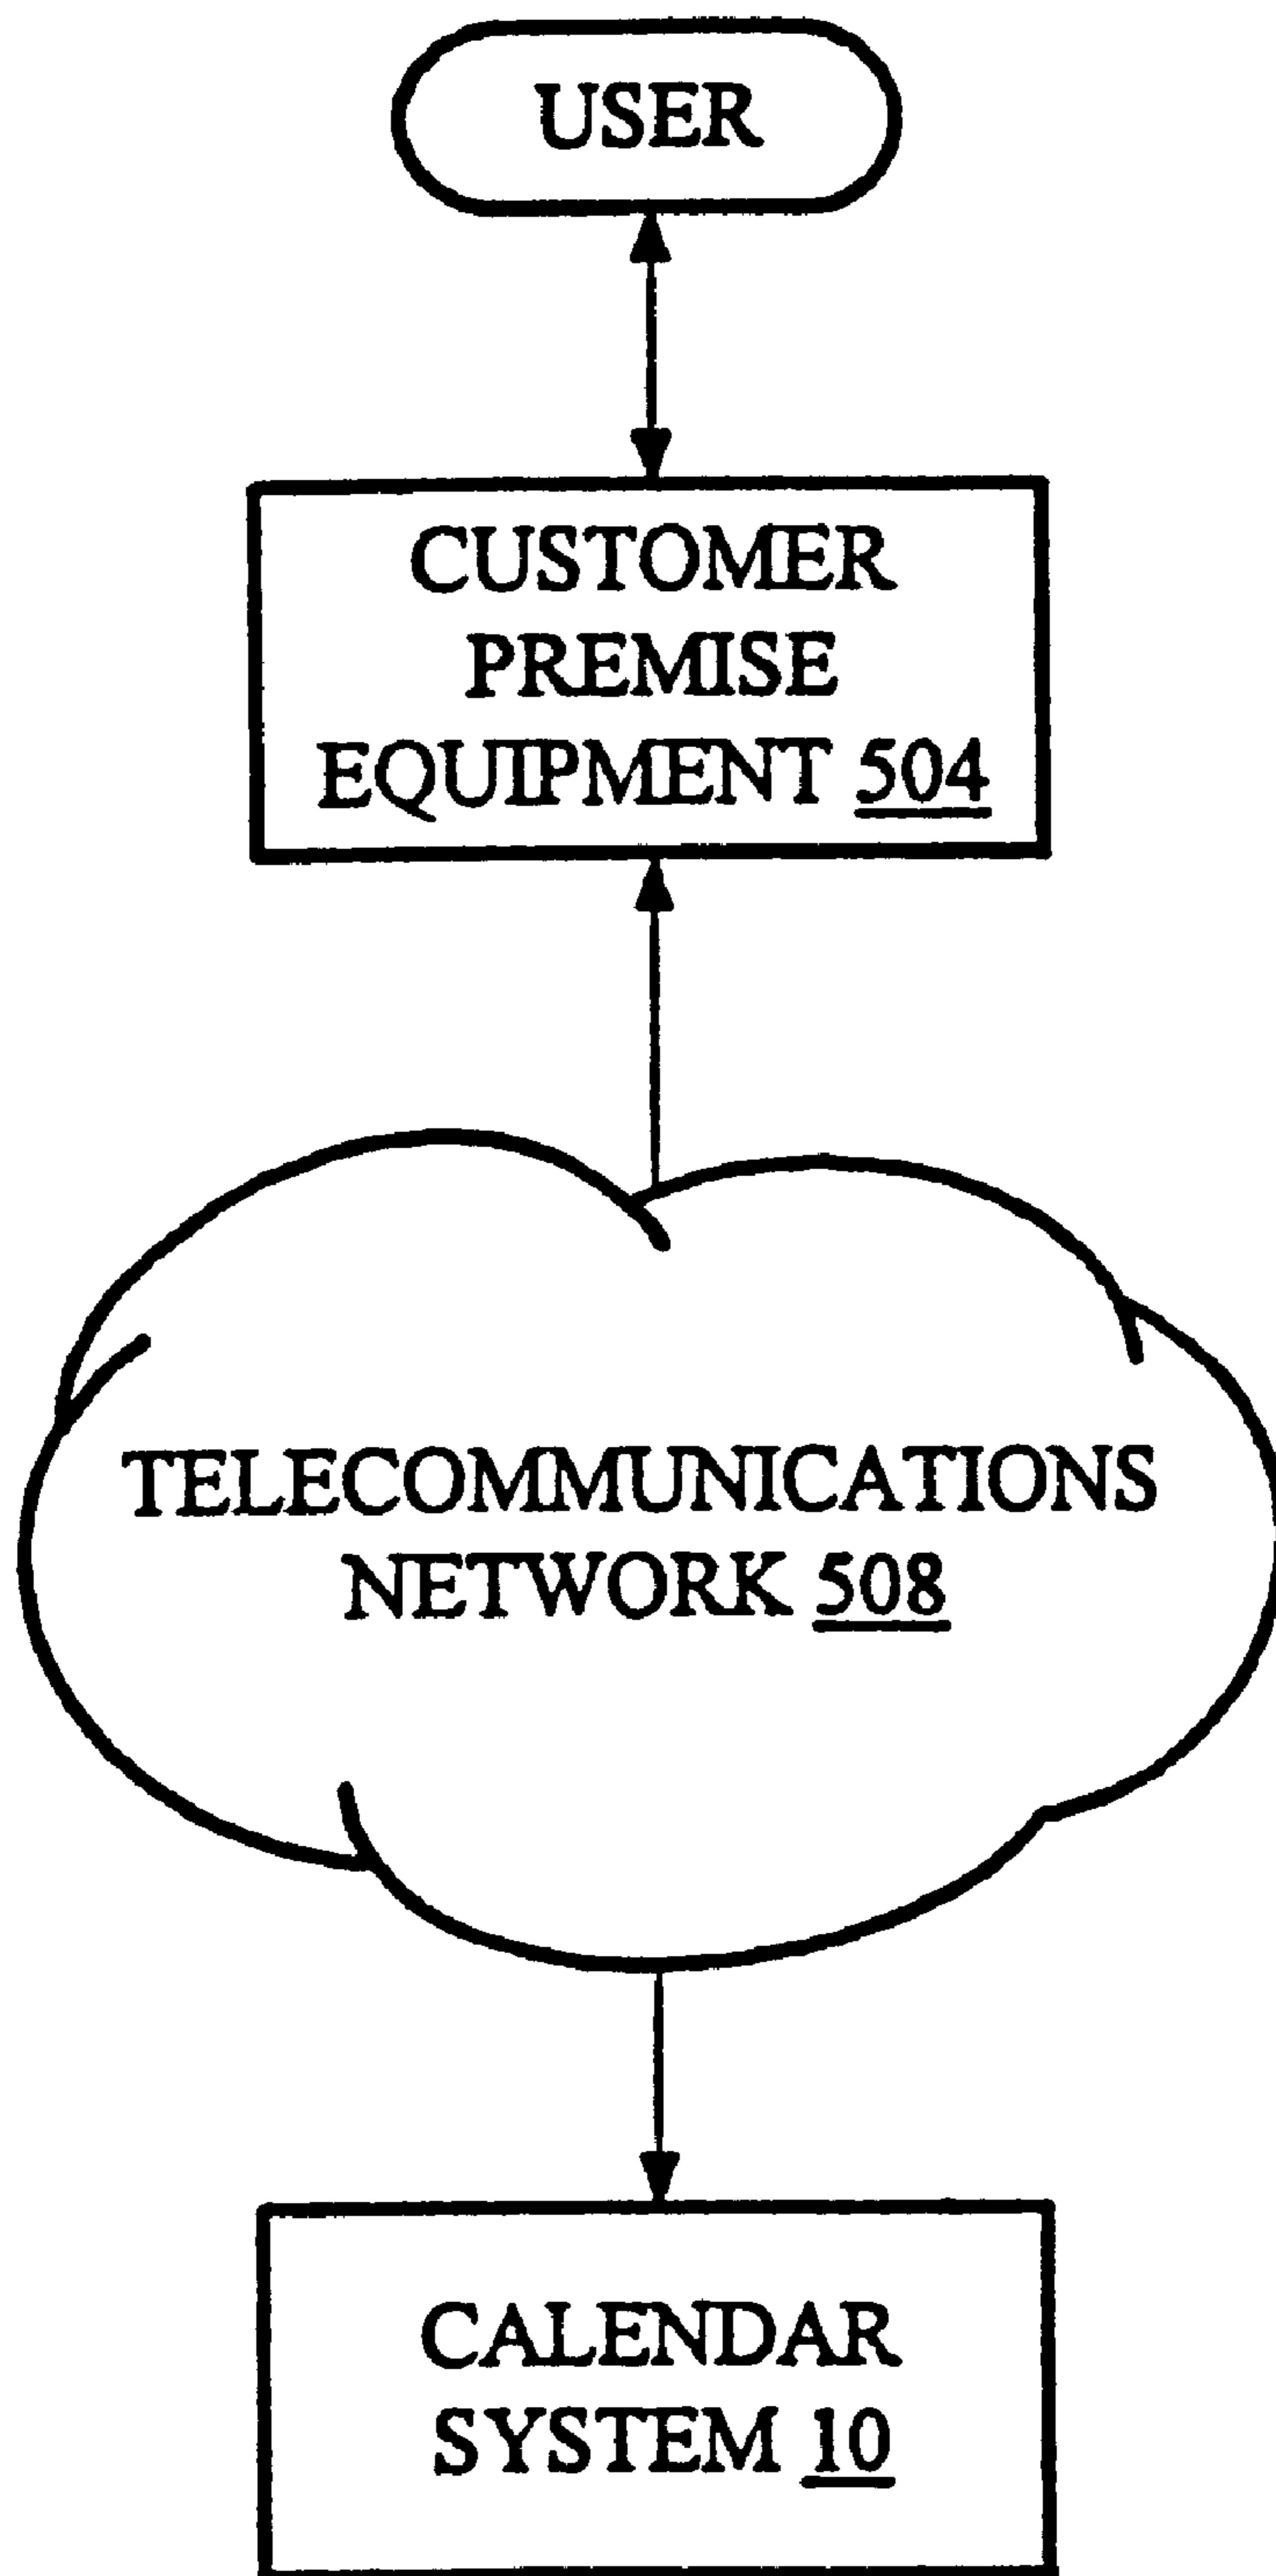 USER
CUSTOMER
PREMISE
EQUIPMENT 504
TELECOMMUNICATIONS
NETWORK 508
CALENDAR
SYSTEM 10